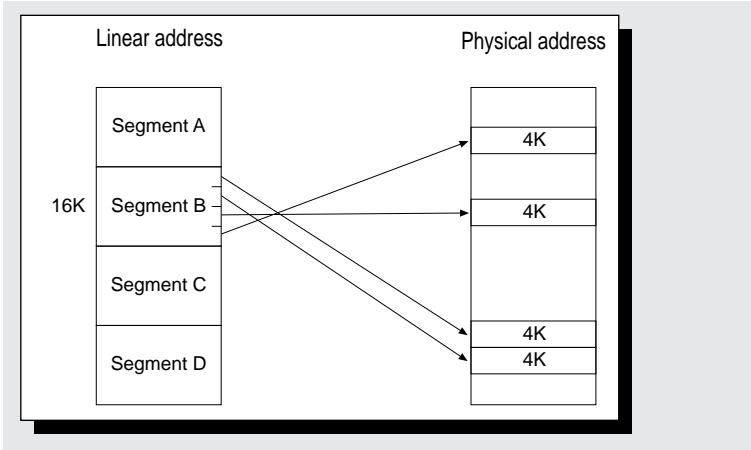 Linear address
Physical address
Segment A
4K
16K
Segment B
4K
Segment C
4K
Segment D
4K